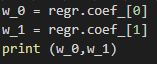 w_0 = regr.coef_[0]
w_1 = regr.coef_[1]
print (w_0,w_1)